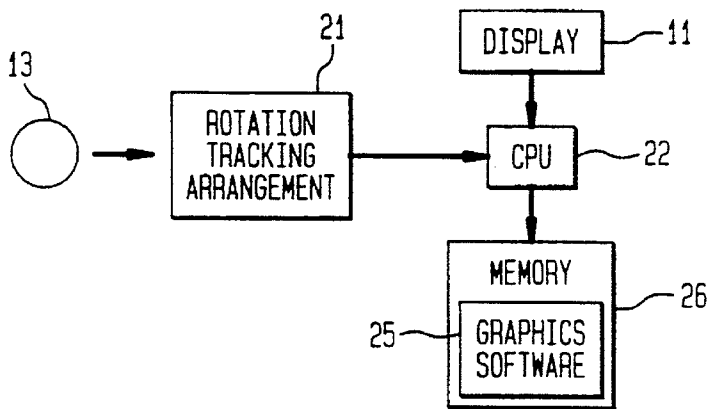 21
DISPLAY
11
13
ROTATION
TRACKING
ARRANGEMENT
CPU
22
MEMORY
26
25
GRAPHICS
SOFTWARE